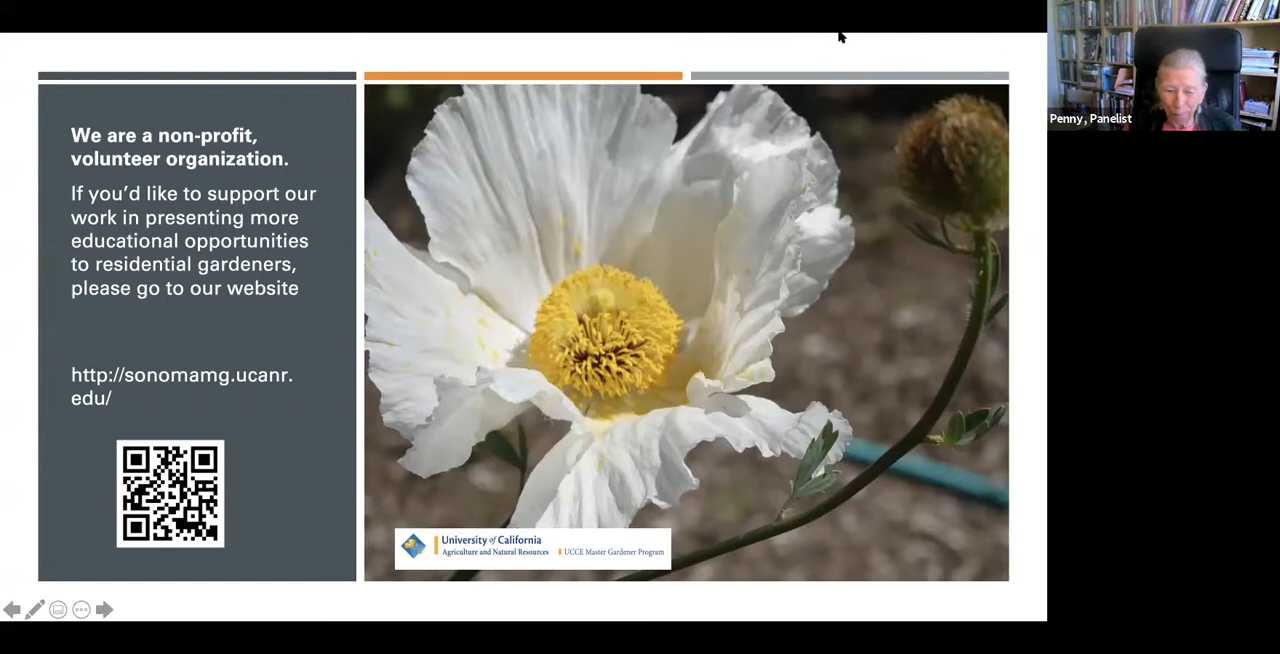 We are a non-profit,
volunteer organization.
If you’d like to support our
work in presenting more
educational opportunities
to residential gardeners,
please go to our website
http://sonomamg.ucanr.
edu/
University of California
Agriculture and Natural Resources
UCCE Master Gardener Program
Penny, Panelist